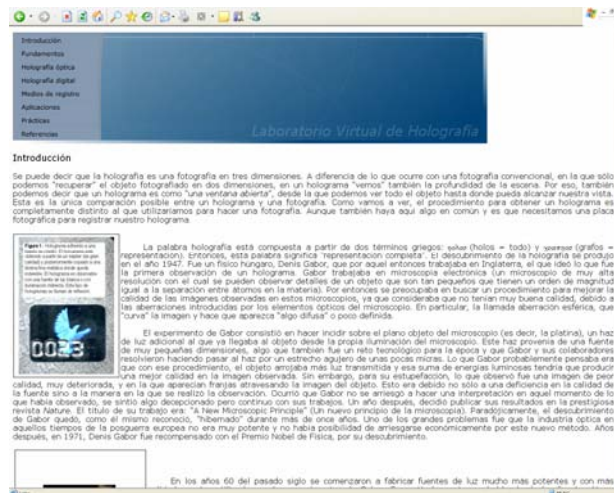 Introducción
Fundamentos
Holografía óptica
Holografía digital
Medios de registro
Aplicaciones
Prácticas
Referencias
Laboratorio Virtual de Holografía
Introducción
Se puede decir que la holografía es una fotografía en tres dimensiones. A diferencia de lo que ocurre con una fotografía convencional, en la que sólo
podemos "recuperar" el objeto fotografiado en dos dimensiones, en un holograma "vemos" también la profundidad de la escena. Por eso, también
podemos decir que un holograma es como "una ventana abierta", desde la que podemos ver todo el objeto hasta donde pueda alcanzar nuestra vista.
Esta es la única comparación posible entre un holograma y una fotografía. Como vamos a ver, el procedimiento para obtener un holograma es
completamente distinto al que utilizaríamos para hacer una fotografía. Aunque también haya aquí algo en común y es que necesitamos una placa
fotográfica para registrar nuestro holograma.
Figura 1.
0023
La palabra holografía está compuesta a partir de dos términos griegos: (holos = todo) y (grafos =
representación). Entonces, esta palabra significa "representación completa". El descubrimiento de la holografía se produjo
en el año 1947. Fue un físico húngaro, Denis Gabor, que por aquel entonces trabajaba en Inglaterra, el que ideó lo que fue
la primera observación de un holograma. Gabor trabajaba en microscopía electrónica (un microscopio de muy alta
resolución con el cual se pueden observar detalles de un objeto que son tan pequeños que tienen un orden de magnitud
igual a la separación entre átomos en la materia). Por entonces se preocupaba en buscar un procedimiento para mejorar la
calidad de las imágenes observadas en estos microscopios, ya que consideraba que no tenían muy buena calidad, debido a
las aberraciones introducidas por los elementos ópticos del microscopio. En particular, la llamada aberración esférica, que
"curva" la imagen y hace que aparezca "algo difusa" o poco definida.
El experimento de Gabor consistió en hacer incidir sobre el plano objeto del microscopio (es decir, la platina), un haz
de luz adicional al que ya llegaba al objeto desde la propia iluminación del microscopio. Este haz provenía de una fuente
de muy pequeñas dimensiones, algo que también fue un reto tecnológico para la época y que Gabor y sus colaboradores
resolvieron haciendo pasar al haz por un estrecho agujero de unas pocas micras. Lo que Gabor probablemente pensaba era
que con ese procedimiento, el objeto arrojaba más luz transmitida y esa suma de energías luminosas tendría que producir
una mejor calidad en la imagen observada. Sin embargo, para su estupefacción, lo que observó fue una imagen de peor
calidad, muy deteriorada, y en la que aparecían franjas atravesando la imagen del objeto. Esto era debido no sólo a una deficiencia en la calidad de
la fuente sino a la manera en la que se realizó la observación. Ocurrió que Gabor no se arriesgó a hacer una interpretación en aquel momento de lo
que había observado, se sintió algo decepcionado pero continuó con sus trabajos. Un año después, decidió publicar sus resultados en la prestigiosa
revista Nature. El título de su trabajo era: "A New Microscopic Principle" (Un nuevo principio de la microscopía). Paradójicamente, el descubrimiento
de Gabor quedó, como él mismo reconoció, "hibernado" durante más de once años. Uno de los grandes problemas fue que la industria óptica en
aquellos tiempos de la posguerra europea no era muy potente y no había posibilidad de arriesgarse económicamente por este nuevo método. Años
después, en 1971, Denis Gabor fue recompensado con el Premio Nobel de Física, por su descubrimiento.
En los años 60 del pasado siglo se comenzaron a fabricar fuentes de luz mucho más potentes y con mas